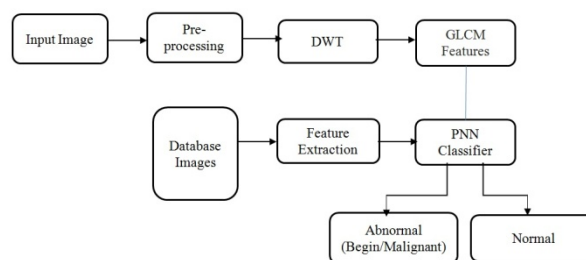 Input Image
Pre-
processing
DWT
GLCM
Features
Database
Images
Feature
Extraction
PNN
Classifier
Abnormal
(Begin/Malignant)
Normal